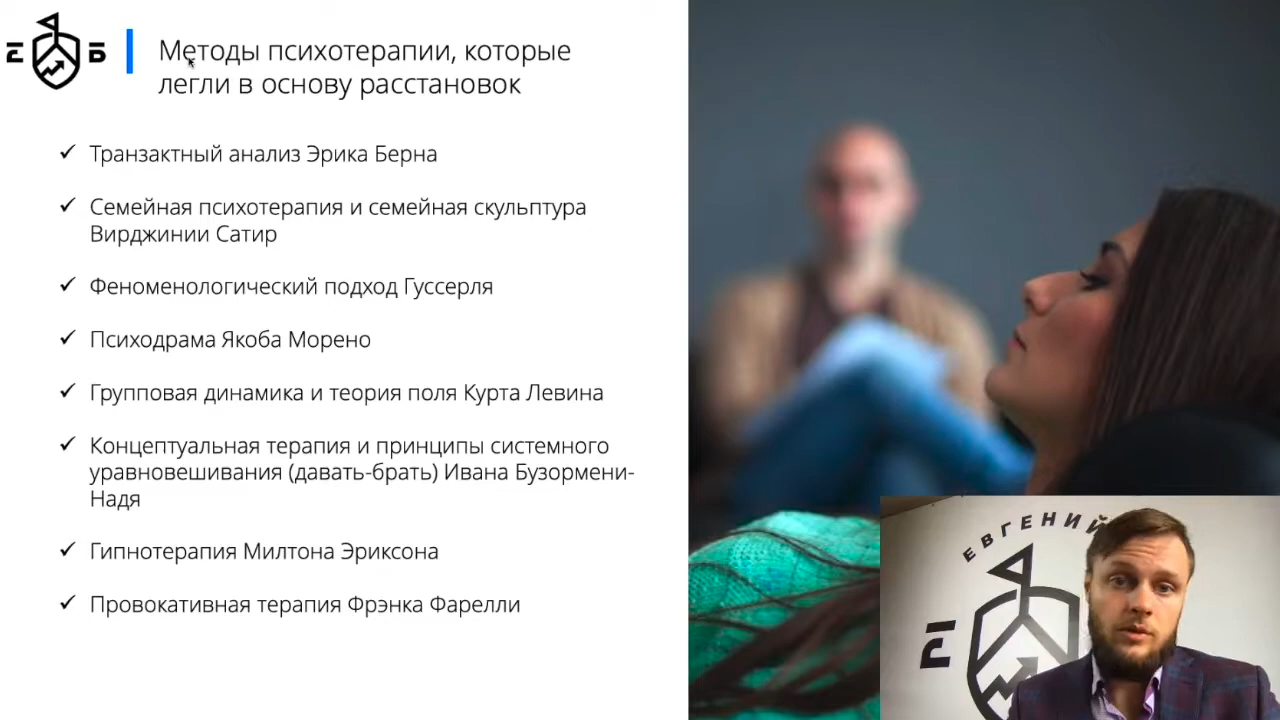 Е Б
Методы психотерапии, которые
легли в основу расстановок
Транзактный анализ Эрика Берна
Семейная психотерапия и семейная скульптура
Вирджинии Сатир
Феноменологический подход Гуссерля
Психодрама Якоба Морено
Групповая динамика и теория поля Курта Левина
Концептуальная терапия и принципы системного
уравновешивания (давать-брать) Ивана Бузормени-
Надя
Гипнотерапия Милтона Эриксона
Провокативная терапия Фрэнка Фарелли
ЕВГЕНИЙ
Е